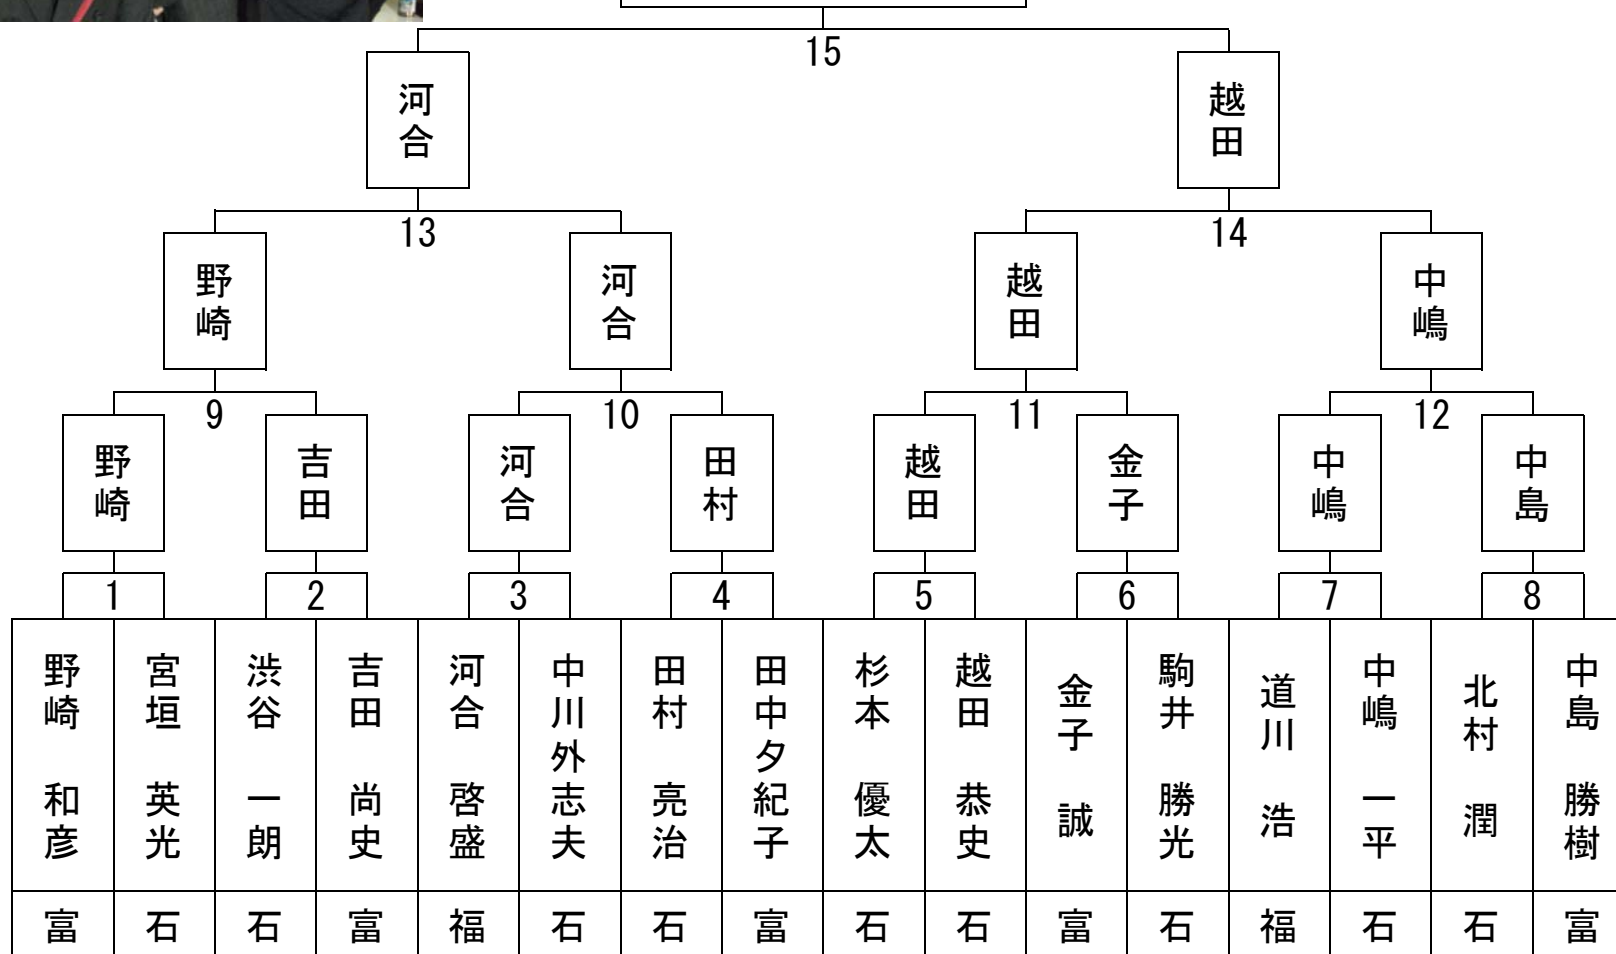 15
河合
越田
13
14
野崎
河合
越田
中嶋
9
10
11
12
野崎
吉田
河合
田村
越田
金子
中嶋
中島
1
2
3
4
5
6
7
8
野崎 和彦
宮垣 英光
渋谷 一朗
吉田 尚史
河合 啓盛
中川外志夫
田村 亮治
田中夕紀子
杉本 優太
越田 恭史
金子 誠
駒井 勝光
道川 浩
中嶋 一平
北村 潤
中島 勝樹
富
石
石
富
福
石
石
富
石
石
富
石
福
石
石
富